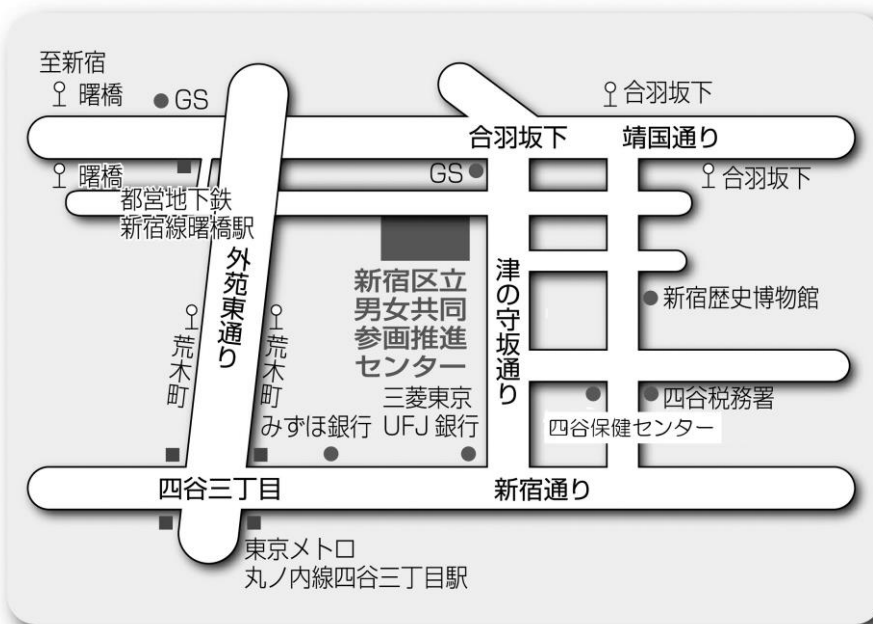 至新宿
曙橋
GS
合羽坂下
合羽坂下
靖国通り
曙橋
GS
合羽坂下
都営地下鉄
新宿線曙橋駅
外苑東通り
新宿区立
男女共同
参画推進
センター
津の守坂通り
新宿歴史博物館
荒木町
荒木町
三菱東京
UFJ銀行
みずほ銀行
四谷税務署
四谷保健センター
四谷三丁目
新宿通り
東京メトロ
丸ノ内線四谷三丁目駅